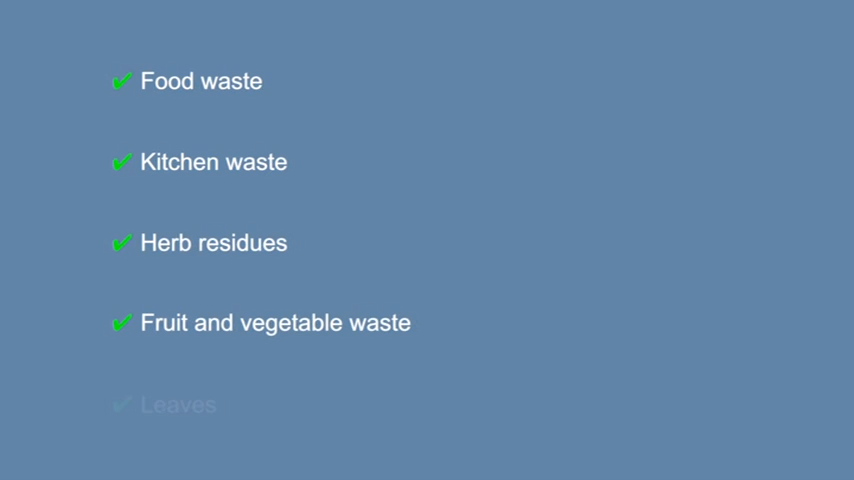 ✔ Food waste
✔ Kitchen waste
✔ Herb residues
✔ Fruit and vegetable waste
✔ Leaves